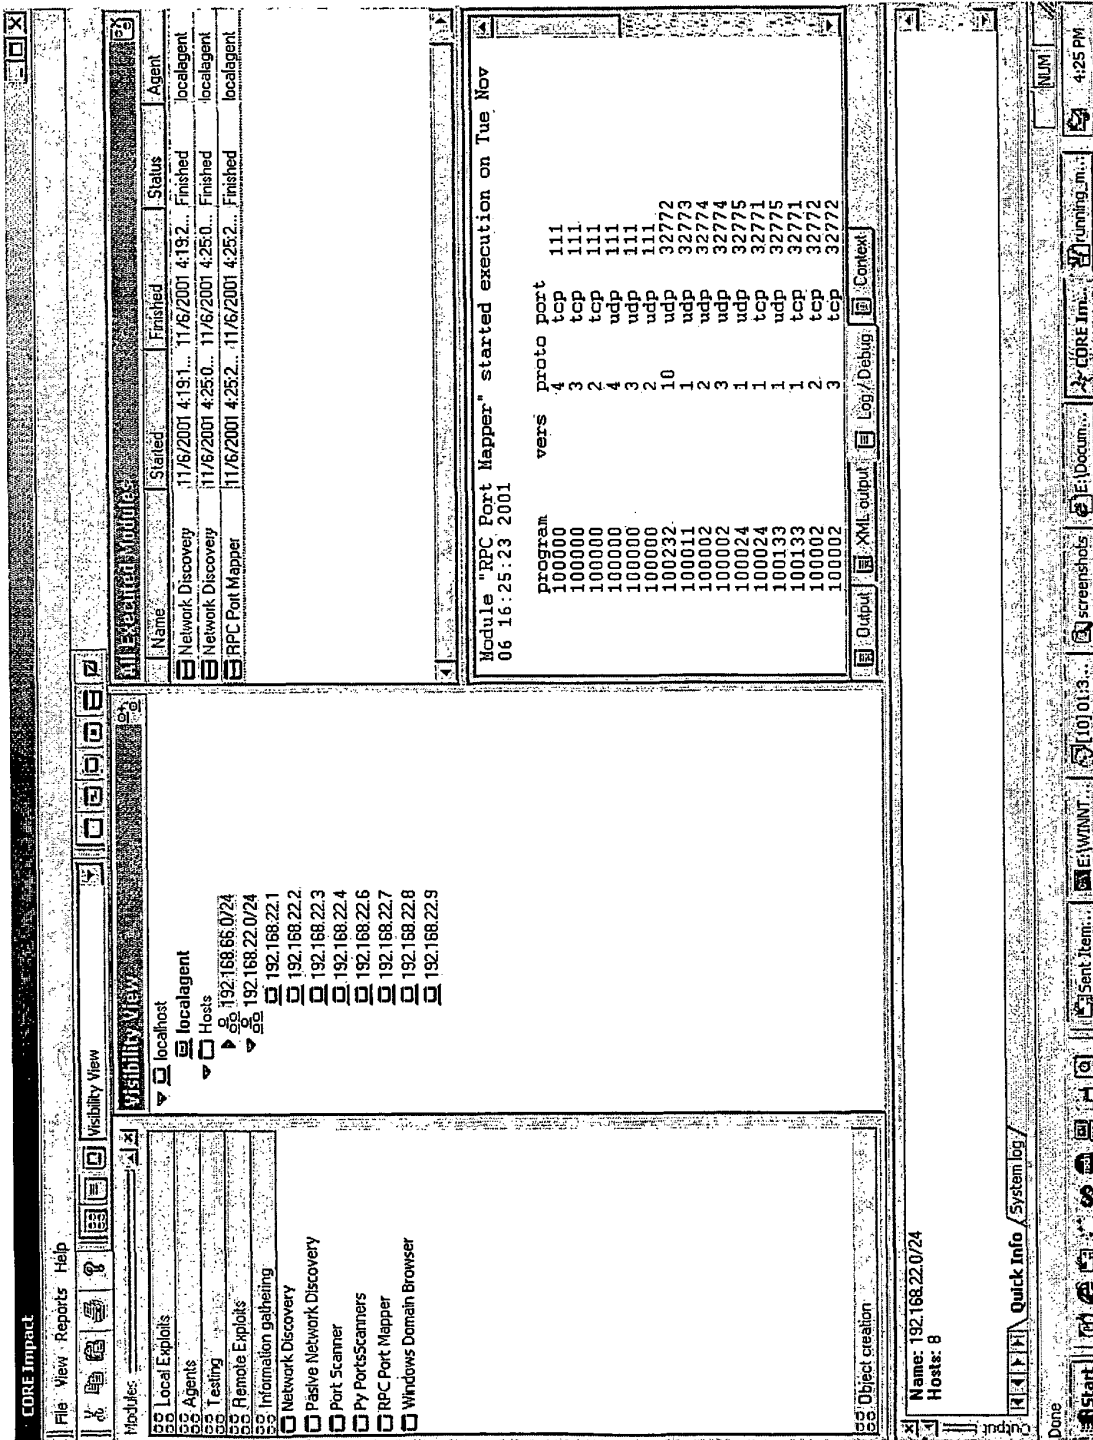 CORE Impact
File View Reports Help
Visibility View
Modules
Local Exploits
Agents
Testing
Remote Exploits
Information gathering
Network Discovery
Pasive Network Discovery
Port Scanner
Py PortsScanners
RPC Port Mapper
Windows Domain Browser
Object creation
Visibility View
localhost
localagent
Hosts
192.168.66.0/24
192.168.22.0/24
192.168.22.1
192.168.22.2
192.168.22.3
192.168.22.4
192.168.22.6
192.168.22.7
192.168.22.8
192.168.22.9
All Executed Modules
Name Started Finished Status Agent
Network Discovery 11/6/2001 4:19:1... 11/6/2001 4:19:2... Finished localagent
Network Discovery 11/6/2001 4:25:0... 11/6/2001 4:25:0... Finished localagent
RPC Port Mapper 11/6/2001 4:25:2... 11/6/2001 4:25:2... Finished localagent
Module "RPC Port Mapper" started execution on Tue Nov
06 16:25:23 2001
program vers proto port
100000 4 tcp 111
100000 3 tcp 111
100000 2 tcp 111
100000 4 udp 111
100000 3 udp 111
100000 2 udp 111
100232 10 udp 32772
100011 1 udp 32773
100002 2 udp 32774
100002 3 udp 32774
100024 1 udp 32775
100024 1 tcp 32771
100133 1 udp 32775
100133 1 tcp 32771
100002 2 tcp 32772
100002 3 tcp 32772
Output XML output Log / Debug Context
Name: 192.168.22.0/24
Hosts: 8
Quick Info System log
Output
Done NUM
Start Sent Item... E:\WINNT... [10] 01:3... screenshots E:\Docum... CORE Im... running_m... 4:25 PM